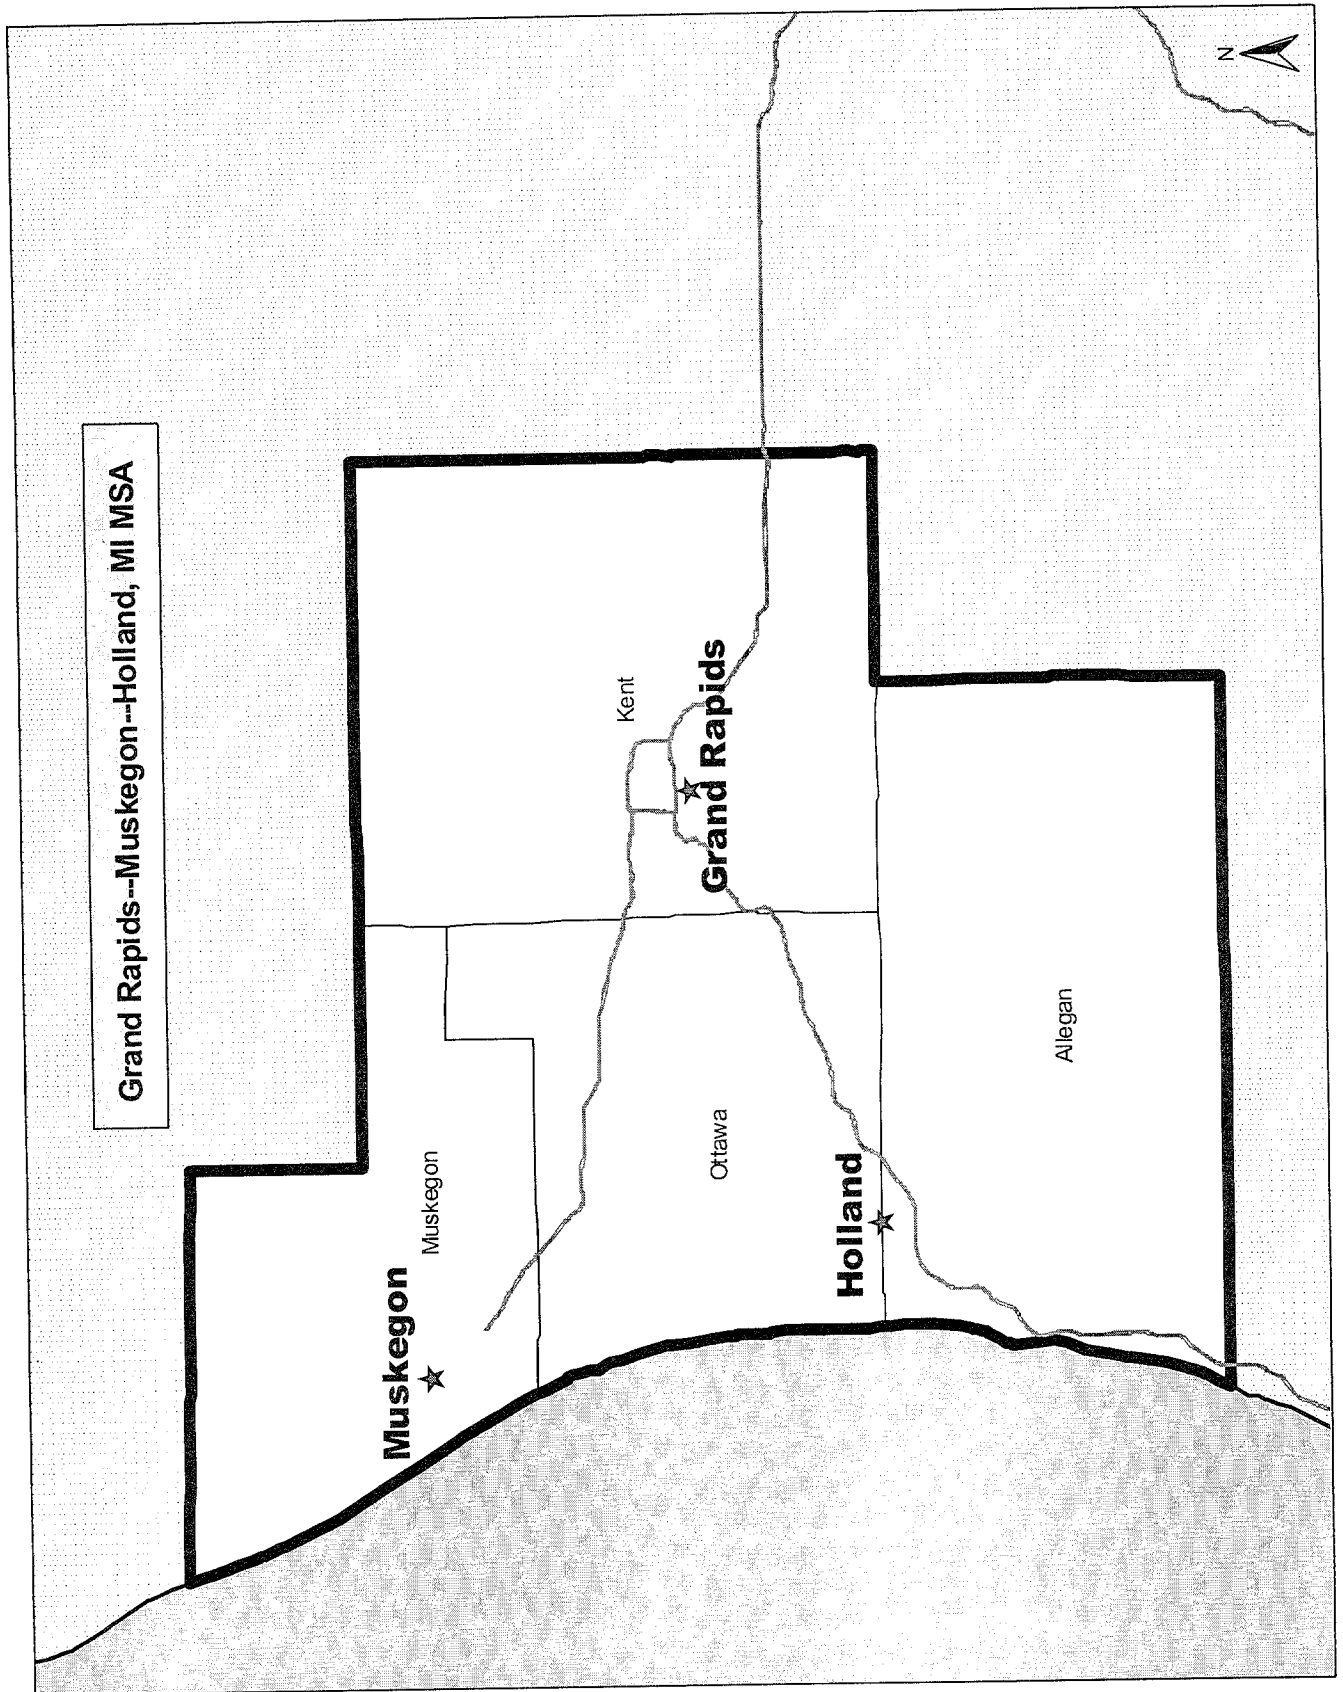 Grand Rapids--Muskegon--Holland, MI MSA
N
Muskegon
Muskegon
Kent
Grand Rapids
Ottawa
Holland
Allegan